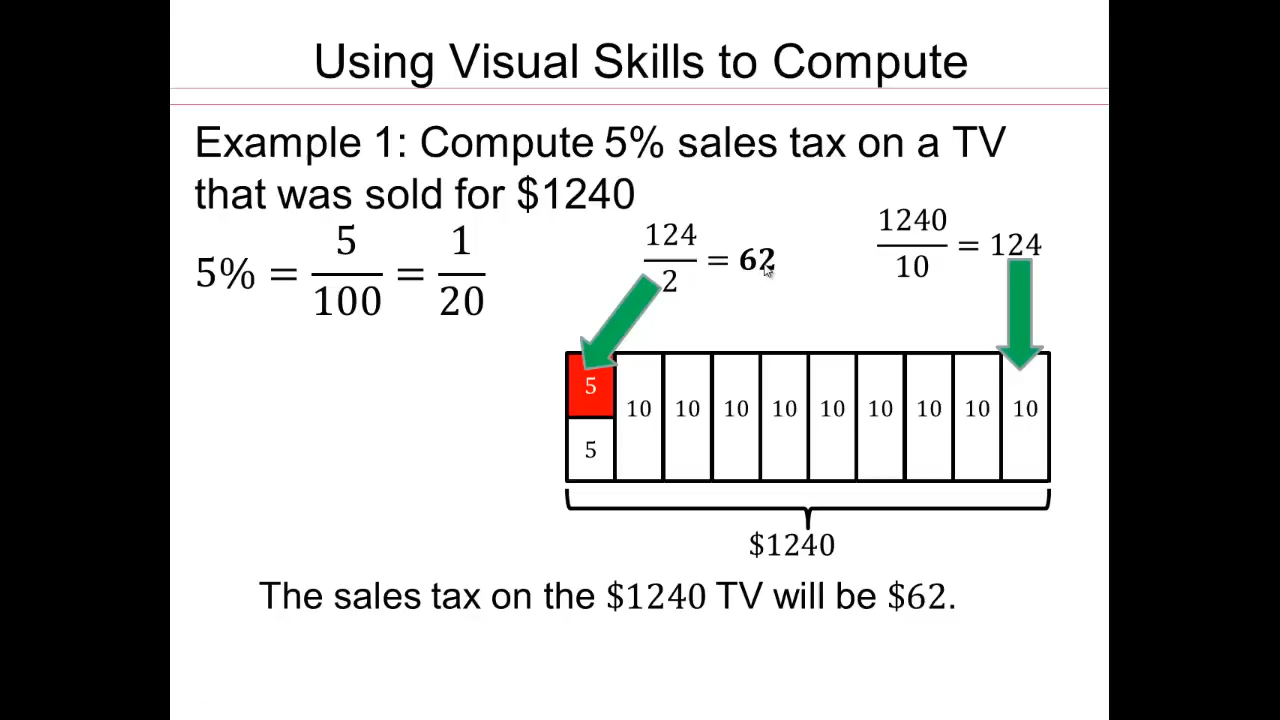 Using Visual Skills to Compute
Example 1: Compute 5% sales tax on a TV
that was sold for $1240
5% = 5/100 = 1/20
124/2 = 62
1240/10 = 124
5 10 10 10 10 10 10 10 10 10
5
$1240
The sales tax on the $1240 TV will be $62.